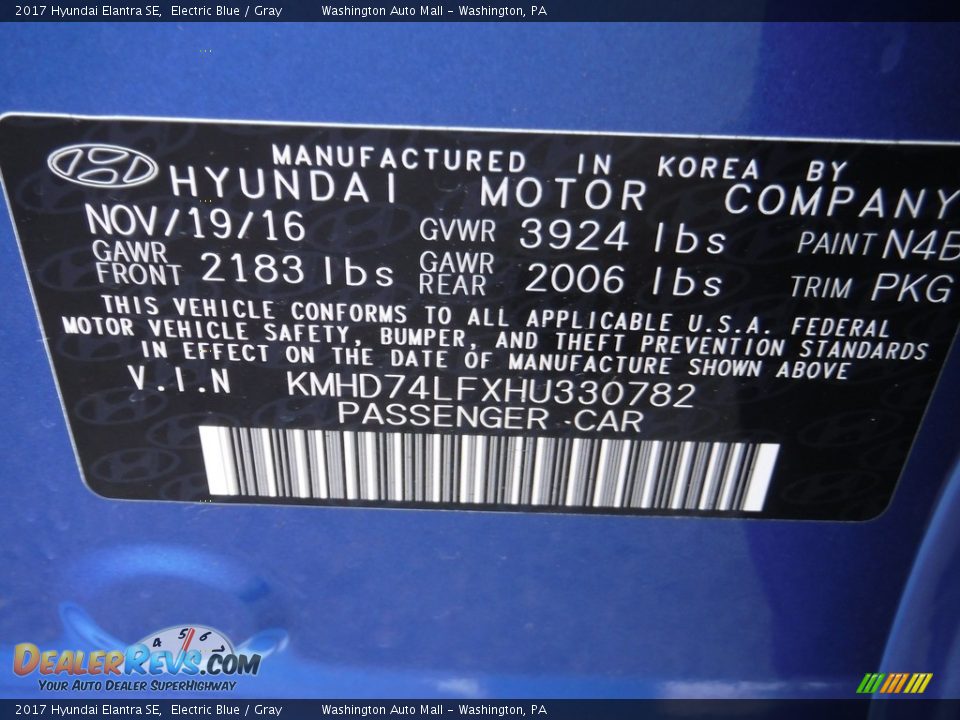 2017 Hyundai Elantra SE, Electric Blue / Gray Washington Auto Mall - Washington, PA
MANUFACTURED IN KOREA BY
HYUNDAI MOTOR COMPANY
NOV/19/16 GVWR 3924 lbs PAINT N4B
GAWR FRONT 2183 lbs GAWR REAR 2006 lbs TRIM PKG
THIS VEHICLE CONFORMS TO ALL APPLICABLE U.S.A. FEDERAL
MOTOR VEHICLE SAFETY, BUMPER, AND THEFT PREVENTION STANDARDS
IN EFFECT ON THE DATE OF MANUFACTURE SHOWN ABOVE
V.I.N KMHD74LFXHU330782
PASSENGER CAR
4 5 6 7
DEALERREVS.COM
YOUR AUTO DEALER SUPERHIGHWAY
2017 Hyundai Elantra SE, Electric Blue / Gray Washington Auto Mall - Washington, PA